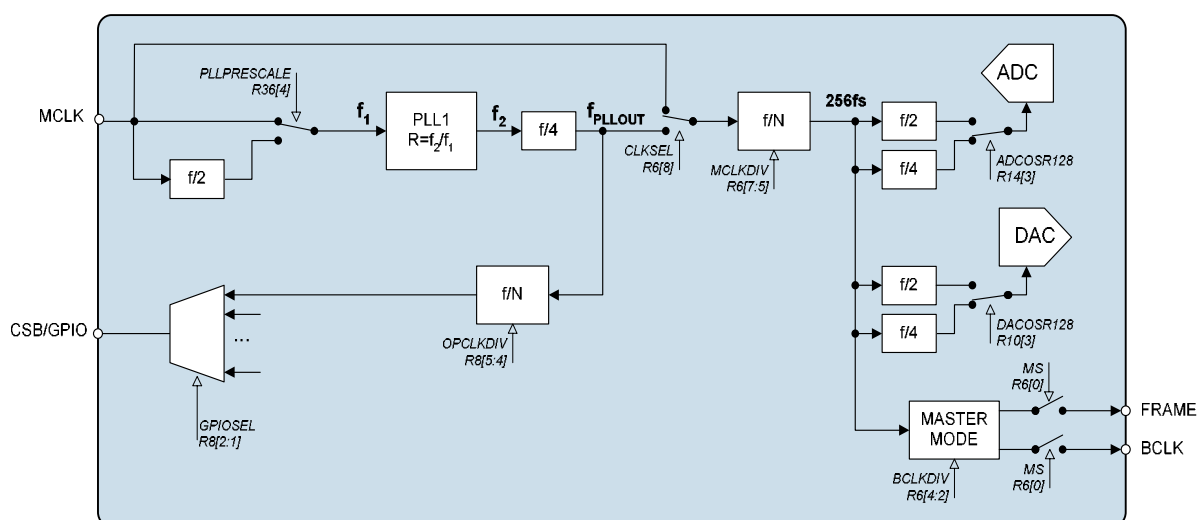 MCLK
PLLPRESCALE
R36[4]
f/2
f1
PLL1
R=f2/f1
f2
f/4
fPLLOUT
CLKSEL
R6[8]
f/N
MCLKDIV
R6[7:5]
256fs
f/2
f/4
ADC
ADCOSR128
R14[3]
DAC
f/2
f/4
DACOSR128
R10[3]
CSB/GPIO
...
GPIOSEL
R8[2:1]
f/N
OPCLKDIV
R8[5:4]
MASTER
MODE
BCLKDIV
R6[4:2]
MS
R6[0]
FRAME
BCLK
MS
R6[0]